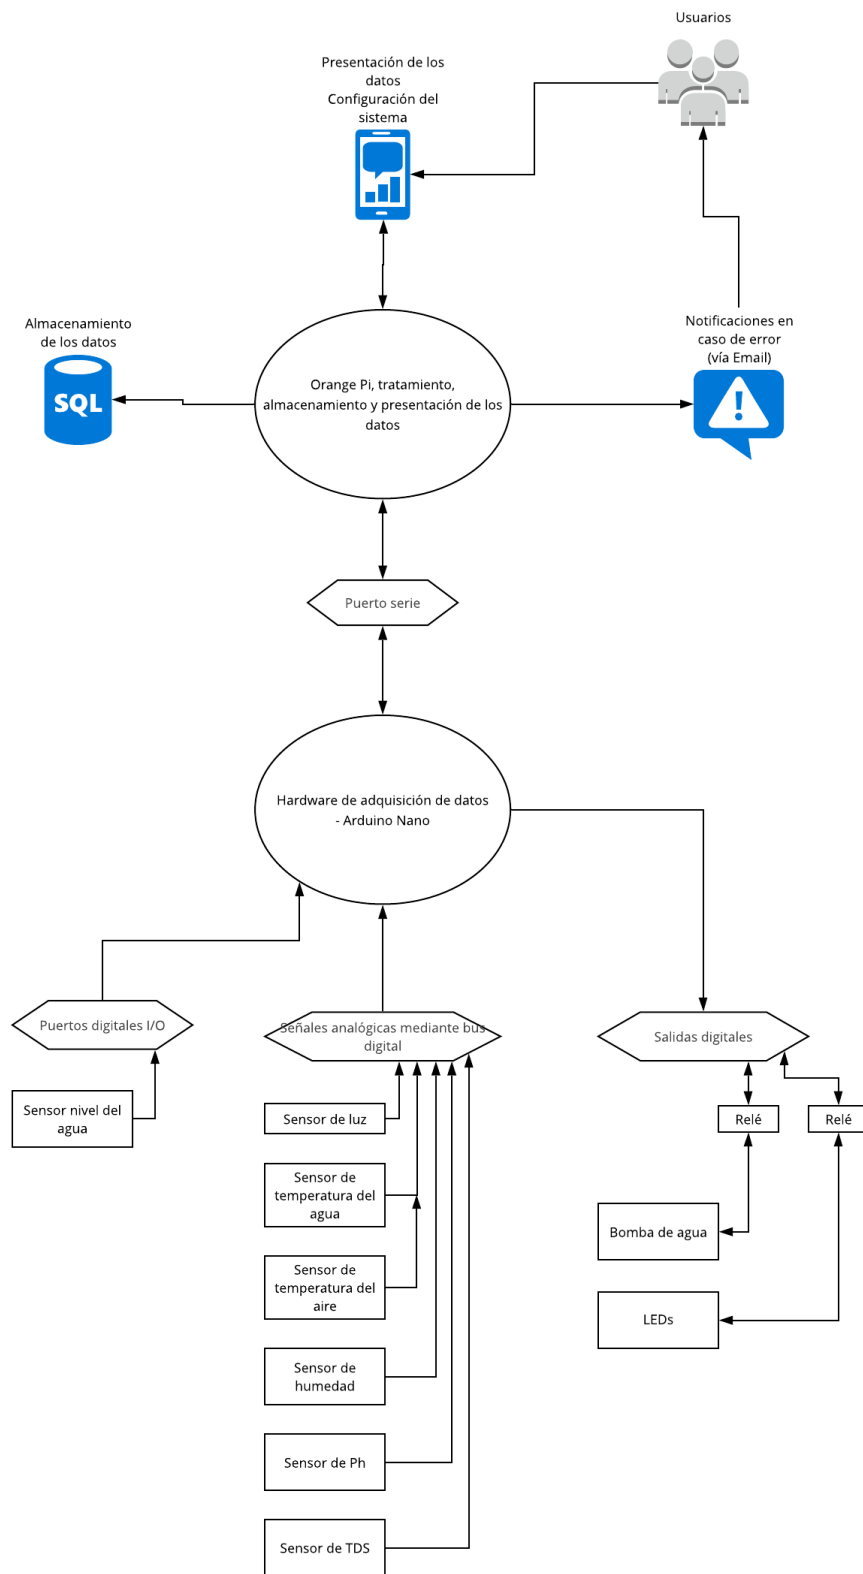 Usuarios
Presentación de los
datos
Configuración del
sistema
Almacenamiento
de los datos
SQL
Notificaciones en
caso de error
(vía Email)
Orange Pi, tratamiento,
almacenamiento y presentación de los
datos
Puerto serie
Hardware de adquisición de datos
- Arduino Nano
Puertos digitales I/O
Señales analógicas mediante bus
digital
Salidas digitales
Sensor nivel del
agua
Sensor de luz
Relé
Relé
Sensor de
temperatura del
agua
Bomba de agua
Sensor de
temperatura del
aire
LEDs
Sensor de
humedad
Sensor de Ph
Sensor de TDS